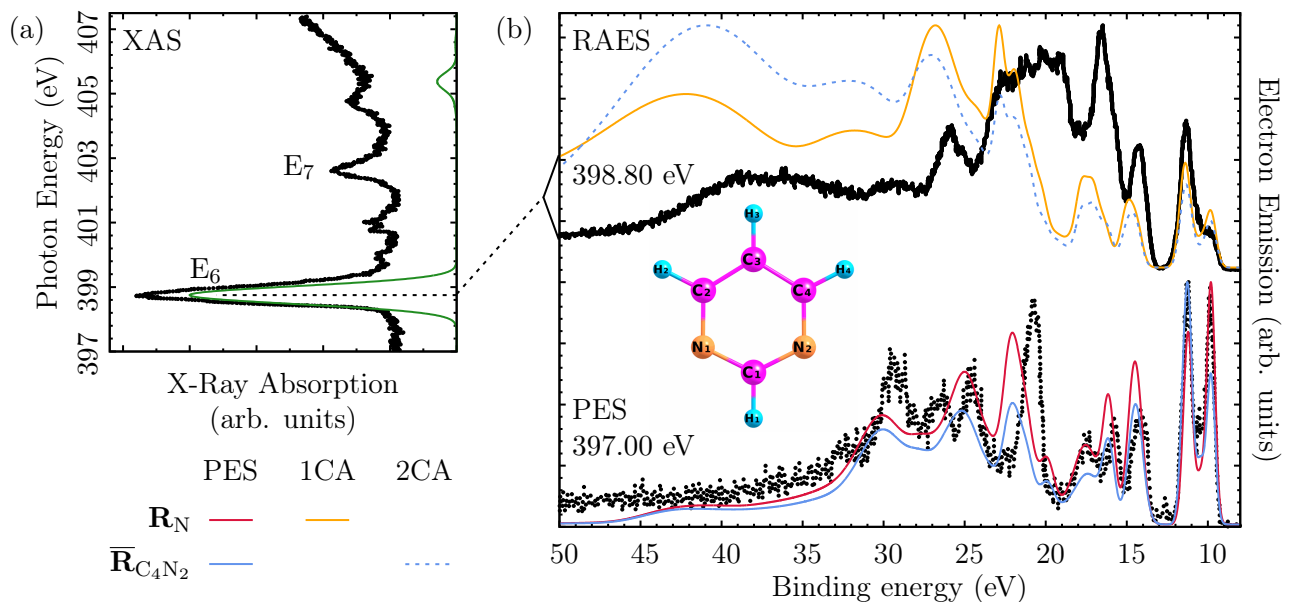 (a)
XAS
407
405
403
401
399
397
Photon Energy (eV)
E7
E6
X-Ray Absorption
(arb. units)
PES 1CA 2CA
R_N
R̅_C₄N₂
(b)
RAES
398.80 eV
H₃
H₂ C₃ H₄
C₂ C₄
N₁ N₂
C₁
H₁
PES
397.00 eV
50 45 40 35 30 25 20 15 10
Binding energy (eV)
Electron Emission (arb. units)